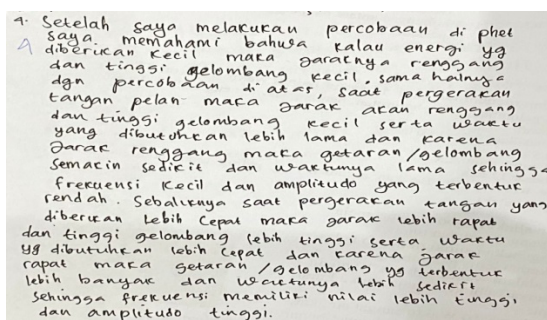 4. Setelah saya melakukan percobaan di phet
4 saya memahami bahwa kalau energi yg
diberikan kecil maka jaraknya renggang
dan tinggi gelombang kecil. sama halnya
dgn percobaan di atas, saat pergerakan
tangan pelan maka jarak akan renggang
dan tinggi gelombang kecil serta waktu
yang dibutuhkan lebih lama dan karena
jarak renggang maka getaran/gelombang
semakin sedikit dan waktunya lama sehingga
frekuensi kecil dan amplitudo yang terbentuk
rendah. Sebaliknya saat pergerakan tangan yang
diberikan lebih cepat maka jarak lebih rapat
dan tinggi gelombang lebih tinggi serta waktu
yg dibutuhkan lebih cepat dan karena jarak
rapat maka getaran/gelombang yg terbentuk
lebih banyak dan waktunya lebih sedikit
sehingga frekuensi memiliki nilai lebih tinggi,
dan amplitudo tinggi.